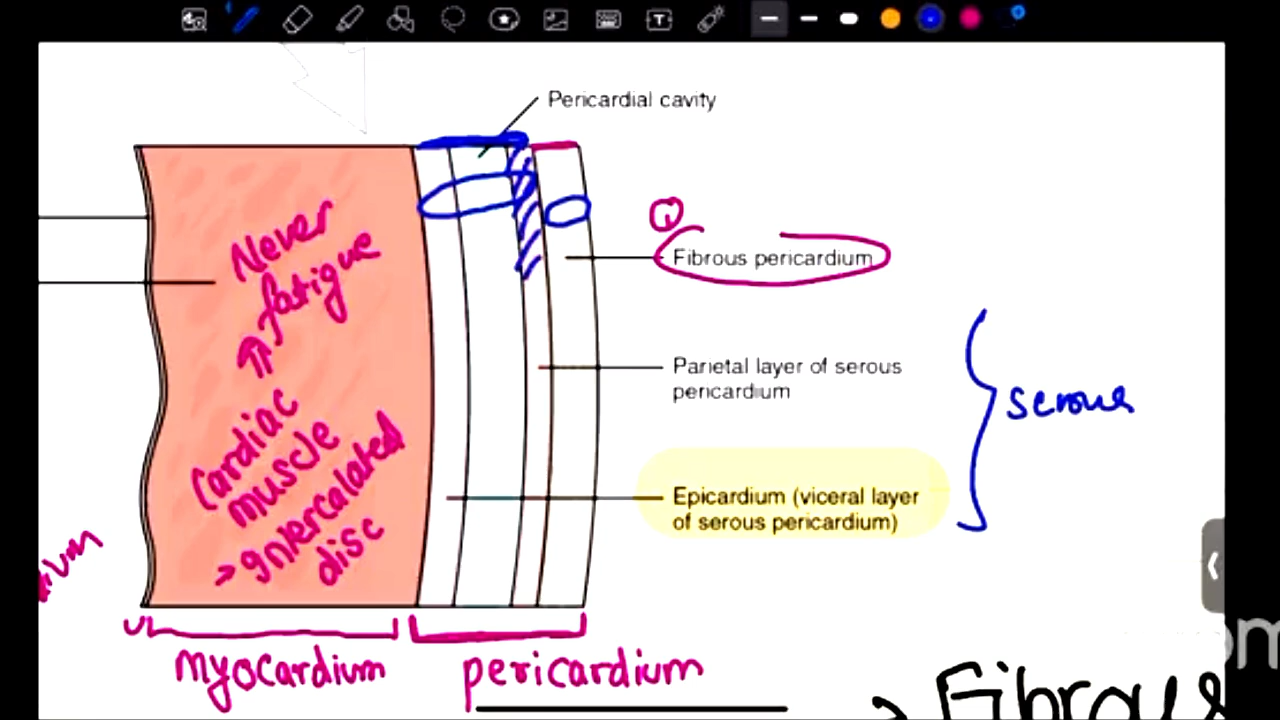 Pericardial cavity
Never
fatigue
Fibrous pericardium
Parietal layer of serous
pericardium
serous
Cardiac
muscle
> Intercalated
disc
Epicardium (viceral layer
of serous pericardium)
myocardium
pericardium
Fibrous